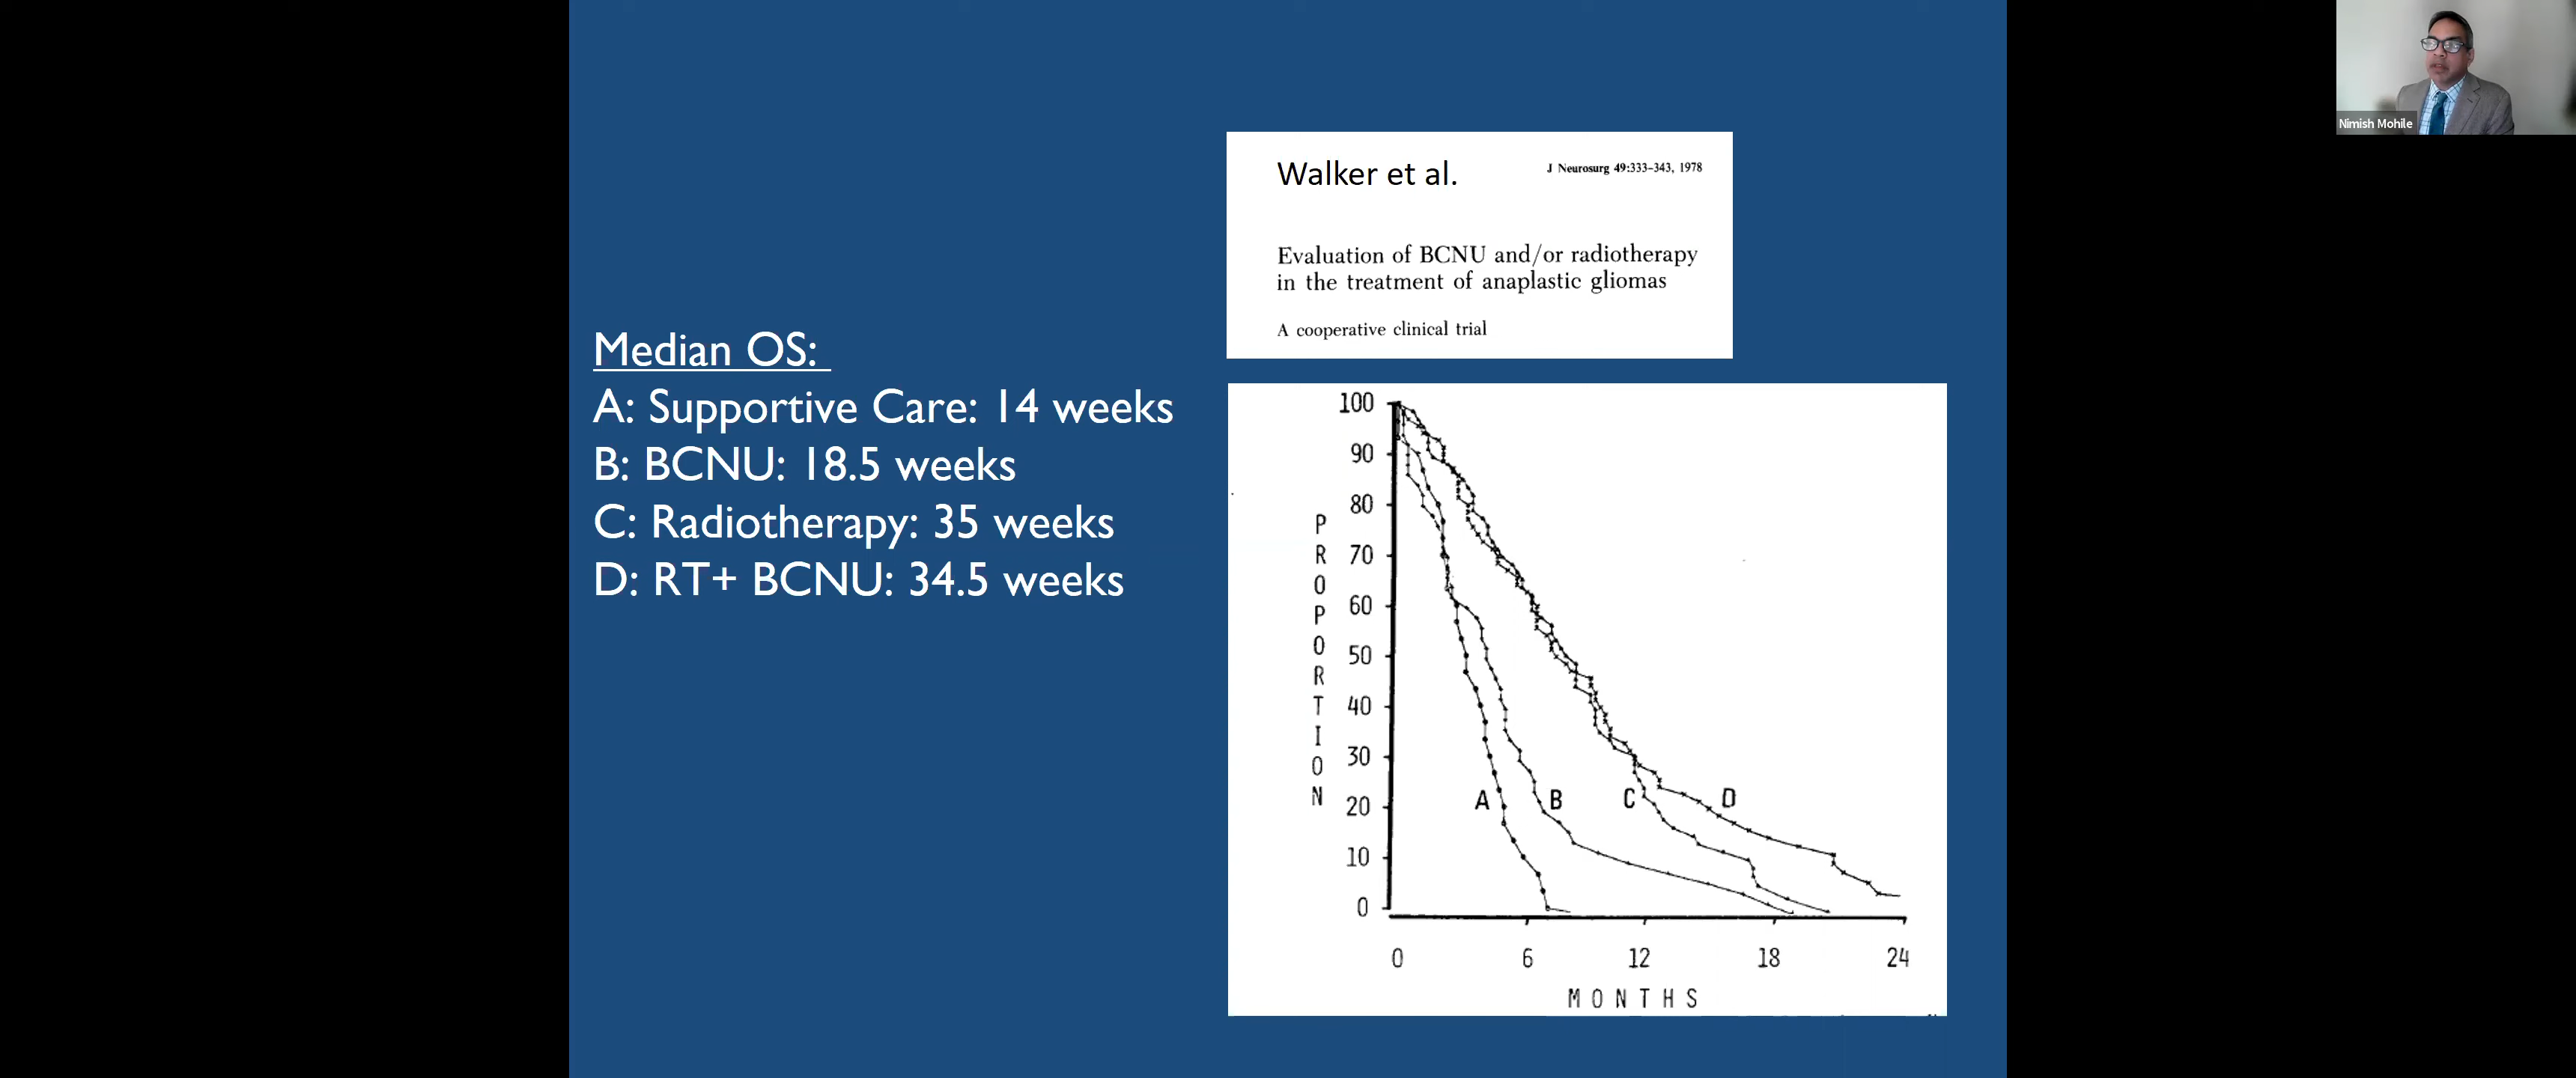 Nimish Mohile
Walker et al.
J Neurosurg 49:333–343, 1978
Evaluation of BCNU and/or radiotherapy
in the treatment of anaplastic gliomas
A cooperative clinical trial
Median OS:
A: Supportive Care: 14 weeks
B: BCNU: 18.5 weeks
C: Radiotherapy: 35 weeks
D: RT+ BCNU: 34.5 weeks
PROPORTION
100
90
80
70
60
50
40
30
20
10
0
A B C D
0 6 12 18 24
MONTHS